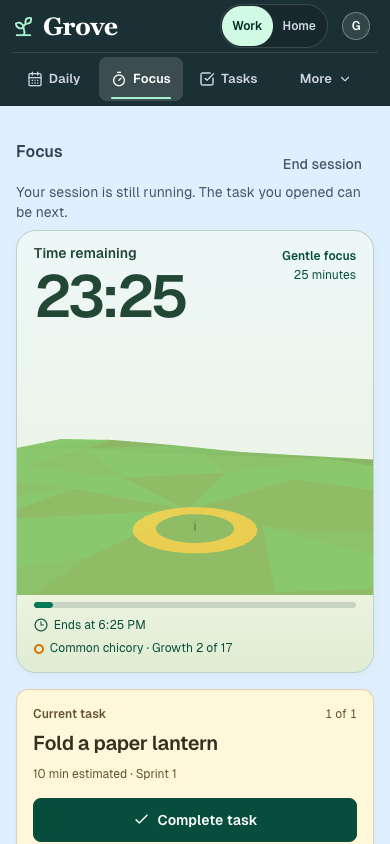 Grove
Work
Home
G
Daily
Focus
Tasks
More
Focus
End session
Your session is still running. The task you opened can
be next.
Time remaining
Gentle focus
23:25
25 minutes
Ends at 6:25 PM
Common chicory · Growth 2 of 17
Current task
1 of 1
Fold a paper lantern
10 min estimated · Sprint 1
Complete task